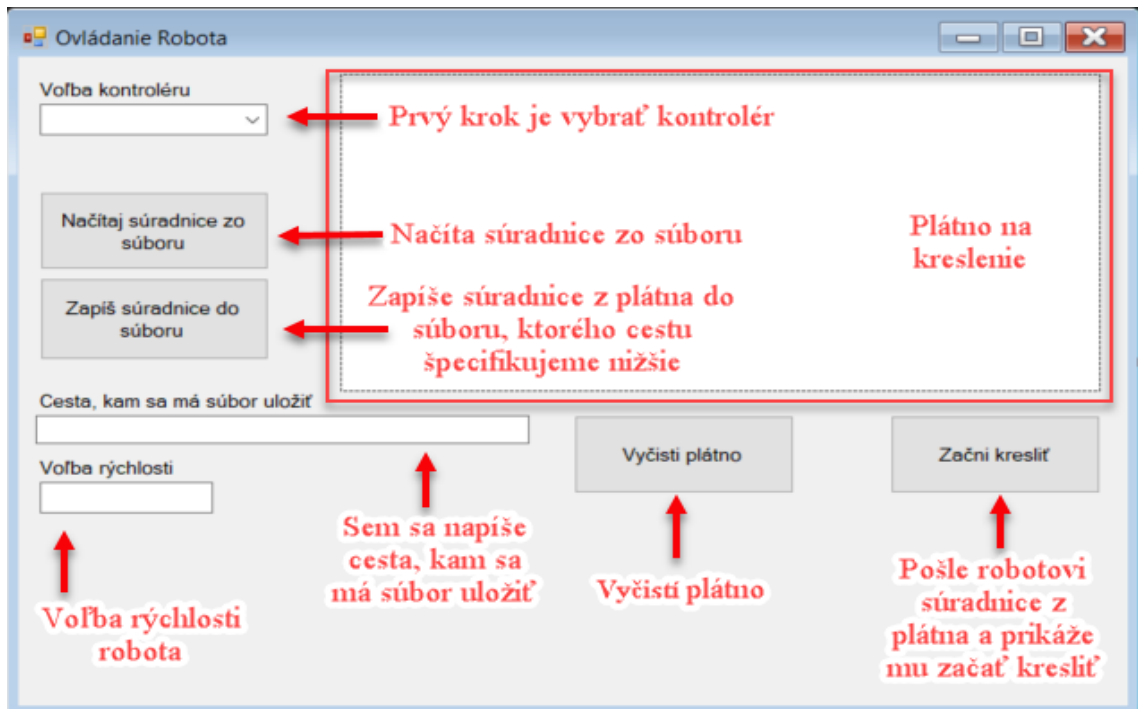 Ovládanie Robota
Voľba kontroléru
Prvý krok je vybrať kontrolér
Načítaj súradnice zo
súboru
Načíta súradnice zo súboru
Plátno na
kreslenie
Zapíš súradnice do
súboru
Zapíše súradnice z plátna do
súboru, ktorého cestu
špecifikujeme nižšie
Cesta, kam sa má súbor uložiť
Voľba rýchlosti
Vyčisti plátno
Začni kresliť
Voľba rýchlosti
robota
Sem sa napíše
cesta, kam sa
má súbor uložiť
Vyčistí plátno
Pošle robotovi
súradnice z
plátna a prikáže
mu začať kresliť